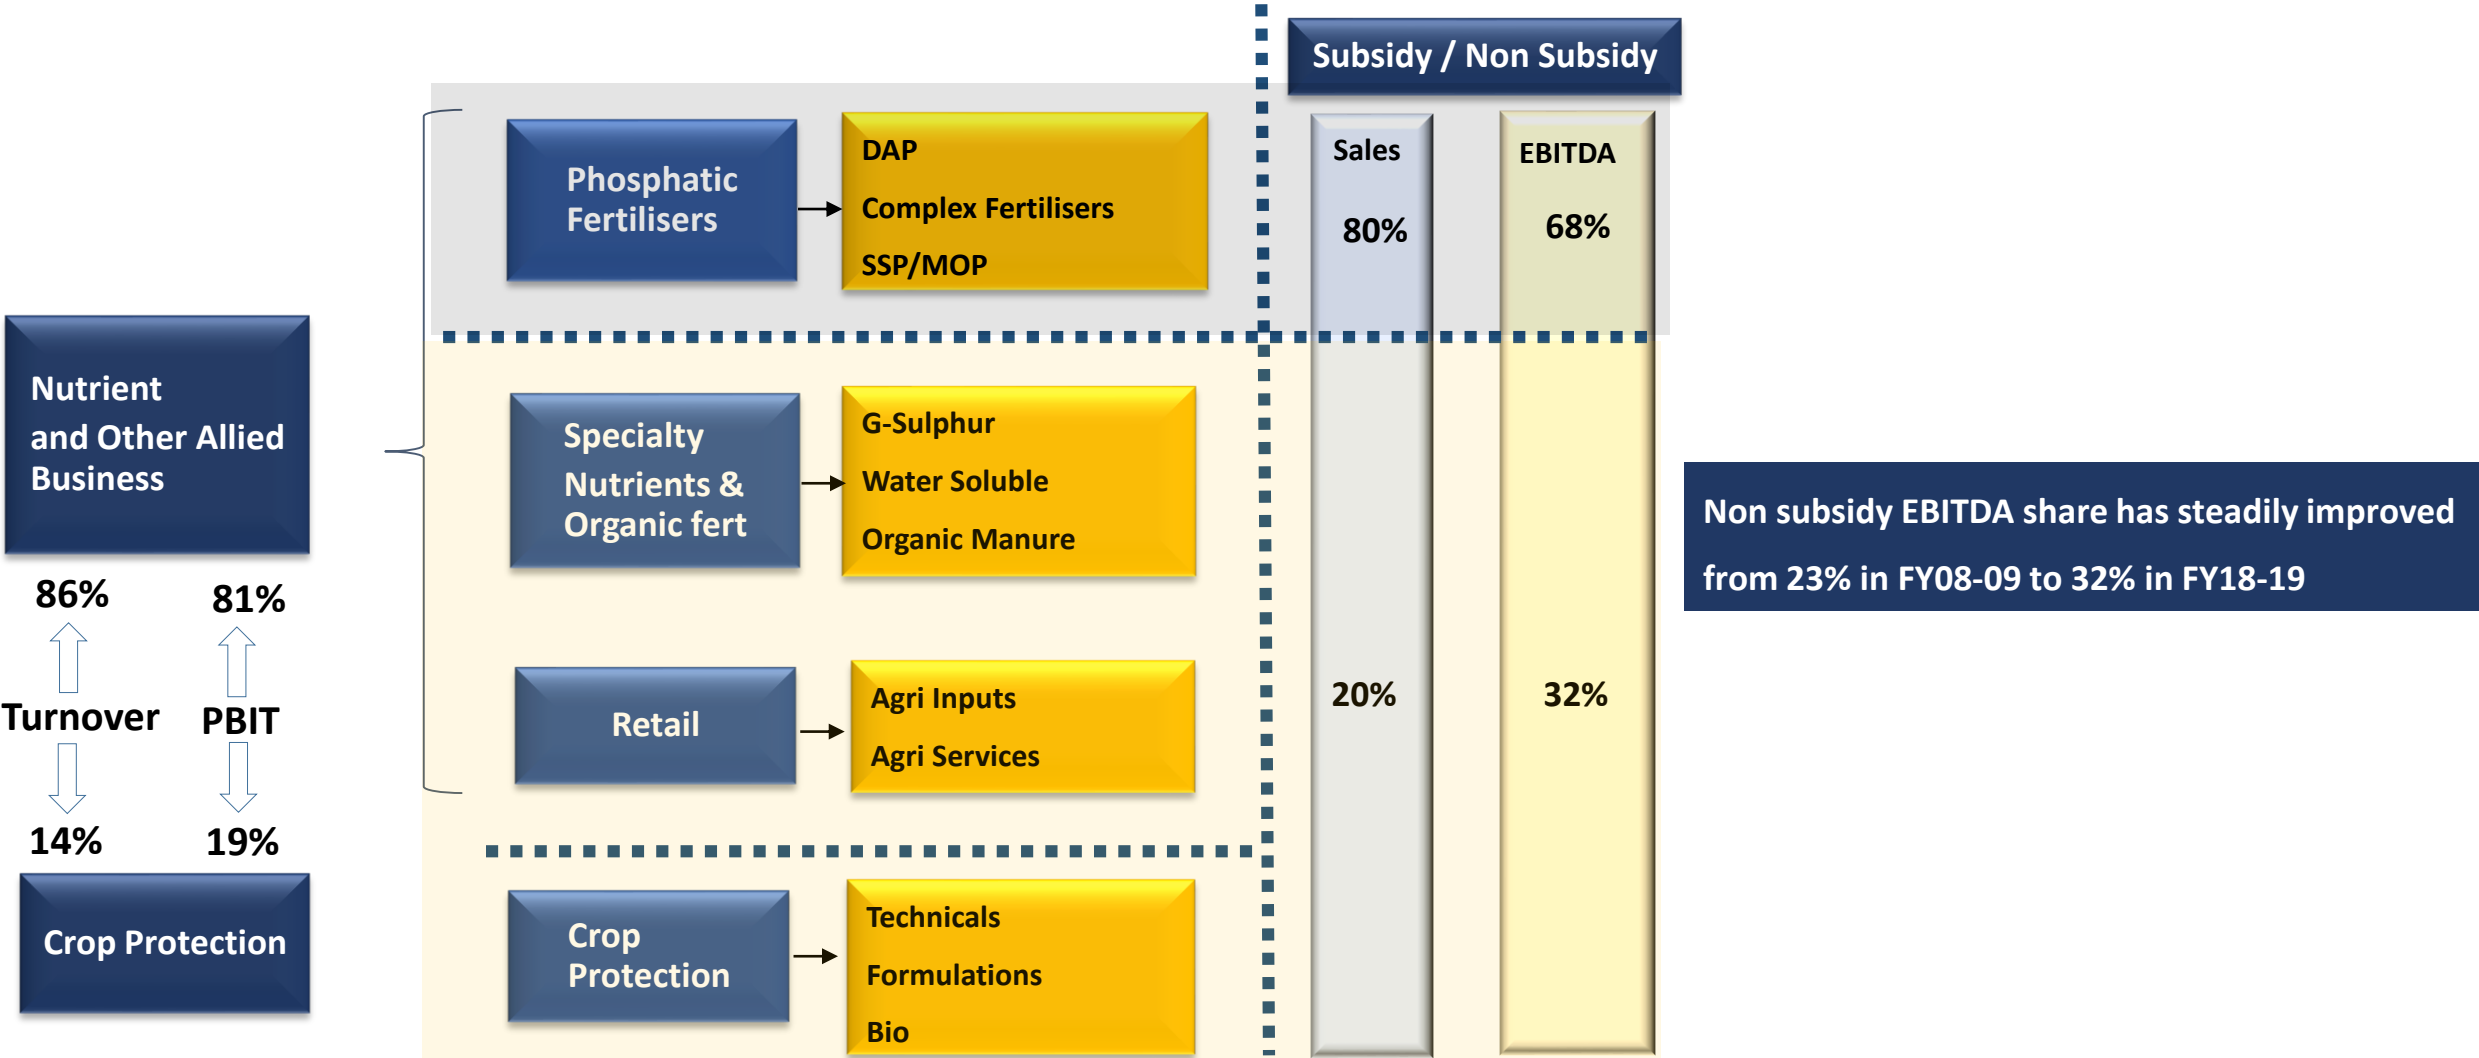 Subsidy / Non Subsidy
Phosphatic
Fertilisers
DAP
Complex Fertilisers
SSP/MOP
Sales
80%
EBITDA
68%
Nutrient
and Other Allied
Business
Specialty
Nutrients &
Organic fert
G-Sulphur
Water Soluble
Organic Manure
Non subsidy EBITDA share has steadily improved
from 23% in FY08-09 to 32% in FY18-19
86%
81%
Turnover
PBIT
14%
19%
Retail
Agri Inputs
Agri Services
20%
32%
Crop Protection
Crop
Protection
Technicals
Formulations
Bio